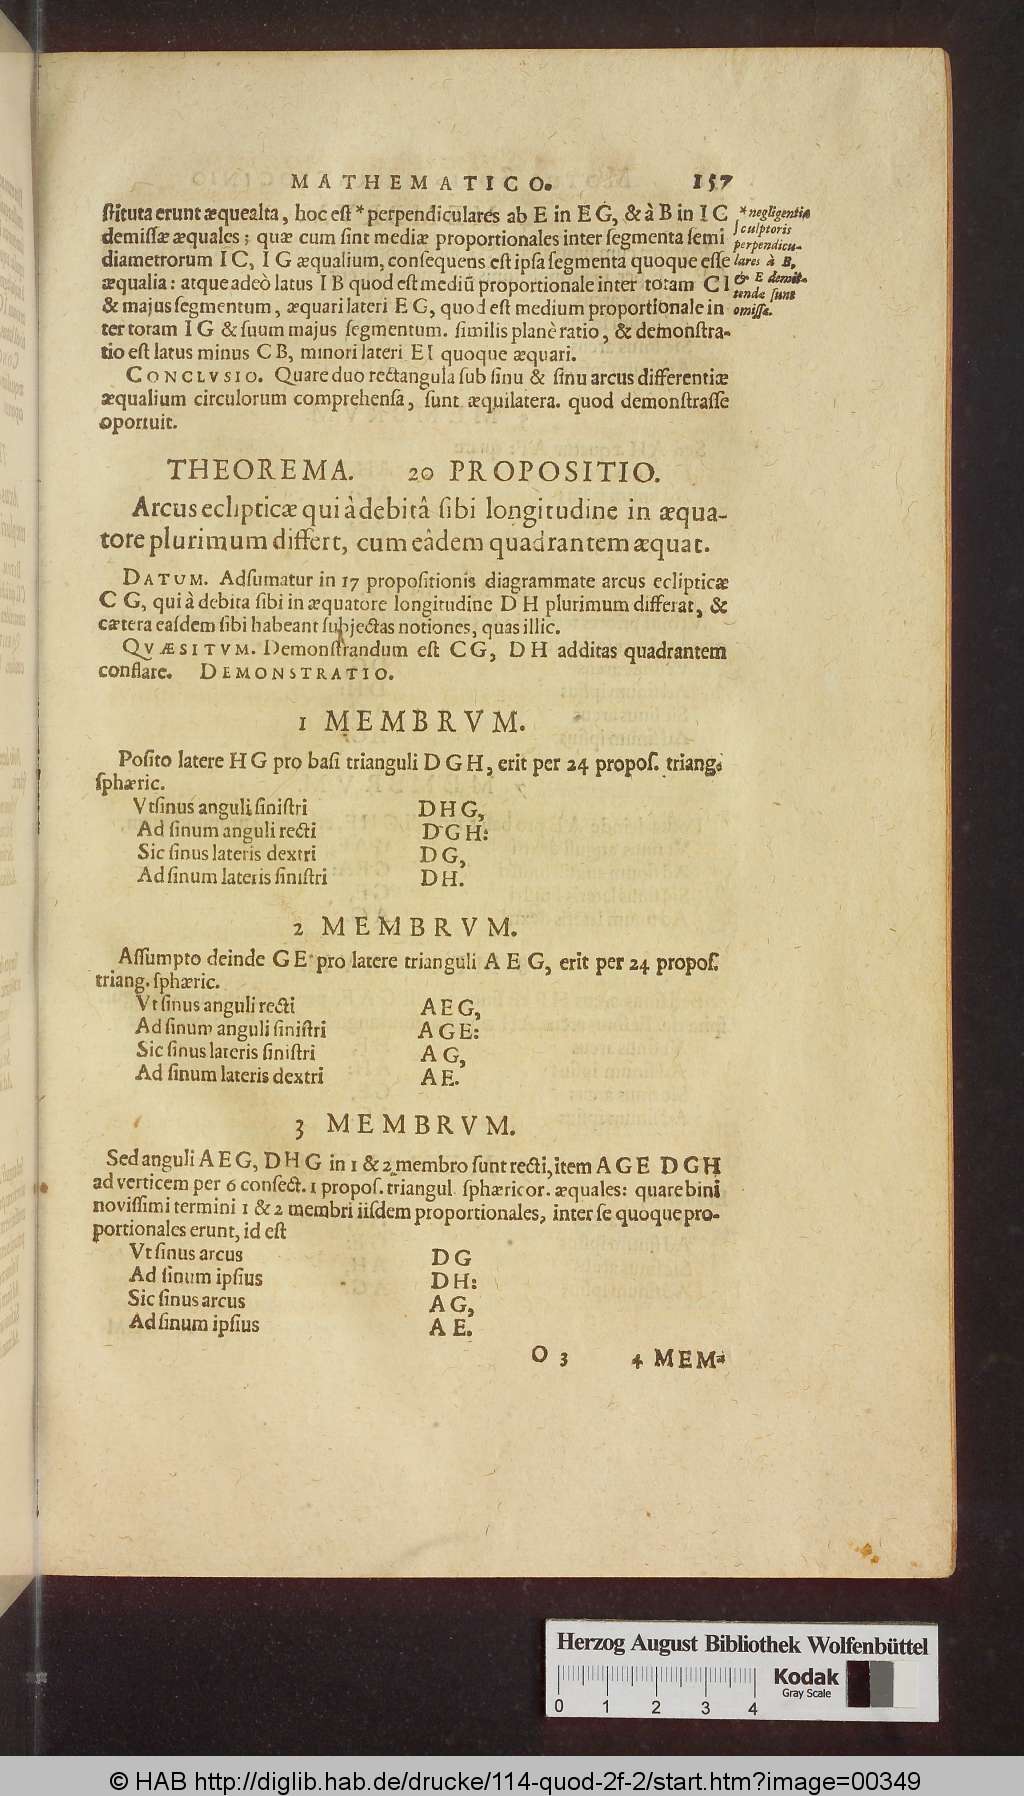 MATHEMATICO. 157
ſtituta erunt æquealta, hoc eſt * perpendiculares ab E in EG, & à B in IC
demiſſæ æquales; quæ cum ſint mediæ proportionales inter ſegmenta ſemi
diametrorum IC, IG æqualium, conſequens eſt ipſa ſegmenta quoque eſſe
æqualia: atque adeò latus IB quod eſt mediũ proportionale inter totam CI
& majus ſegmentum, æquari lateri EG, quod eſt medium proportionale in
ter totam IG & ſuum majus ſegmentum. ſimilis planè ratio, & demonſtra-
tio eſt latus minus CB, minori lateri EI quoque æquari.
* negligentia
ſculptoris
perpendicu-
lares à B,
& E demit-
tendæ ſunt
omiſſæ.
CONCLVSIO. Quare duo rectangula ſub ſinu & ſinu arcus differentiæ
æqualium circulorum comprehenſa, ſunt æquilatera. quod demonſtraſſe
oportuit.
THEOREMA. 20 PROPOSITIO.
Arcus eclipticæ qui à debitâ ſibi longitudine in æqua-
tore plurimum differt, cum eâdem quadrantem æquat.
DATUM. Adſumatur in 17 propoſitionis diagrammate arcus eclipticæ
CG, qui à debita ſibi in æquatore longitudine DH plurimum differat, &
cætera eaſdem ſibi habeant ſubjectas notiones, quas illic.
QVÆSITVM. Demonſtrandum eſt CG, DH additas quadrantem
conflare. DEMONSTRATIO.
1 MEMBRVM.
Poſito latere HG pro baſi trianguli DGH, erit per 24 propoſ. triang.
ſphæric.
Vt ſinus anguli ſiniſtri DHG,
Ad ſinum anguli recti DGH:
Sic ſinus lateris dextri DG,
Ad ſinum lateris ſiniſtri DH.
2 MEMBRVM.
Aſſumpto deinde GE pro latere trianguli AEG, erit per 24 propoſ.
triang. ſphæric.
Vt ſinus anguli recti AEG,
Ad ſinum anguli ſiniſtri AGE:
Sic ſinus lateris ſiniſtri AG,
Ad ſinum lateris dextri AE.
3 MEMBRVM.
Sed anguli AEG, DHG in 1 & 2 membro ſunt recti, item AGE DGH
ad verticem per 6 conſect. 1 propoſ. triangul ſphæricor. æquales: quare bini
noviſſimi termini 1 & 2 membri iiſdem proportionales, inter ſe quoque pro-
portionales erunt, id eſt
Vt ſinus arcus DG
Ad ſinum ipſius DH:
Sic ſinus arcus AG,
Ad ſinum ipſius AE.
O 3 4 MEM-
Herzog August Bibliothek Wolfenbüttel
Kodak
Gray Scale
0 1 2 3 4
© HAB http://diglib.hab.de/drucke/114-quod-2f-2/start.htm?image=00349